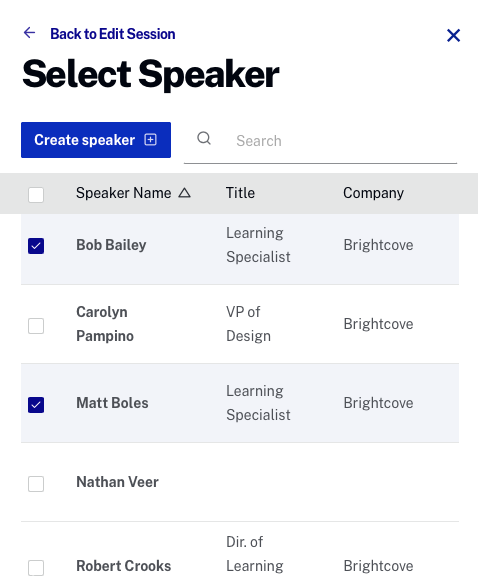 Back to Edit Session
Select Speaker
Create speaker
Search
Speaker Name Title Company
Bob Bailey Learning Specialist Brightcove
Carolyn Pampino VP of Design Brightcove
Matt Boles Learning Specialist Brightcove
Nathan Veer
Robert Crooks Dir. of Learning Brightcove